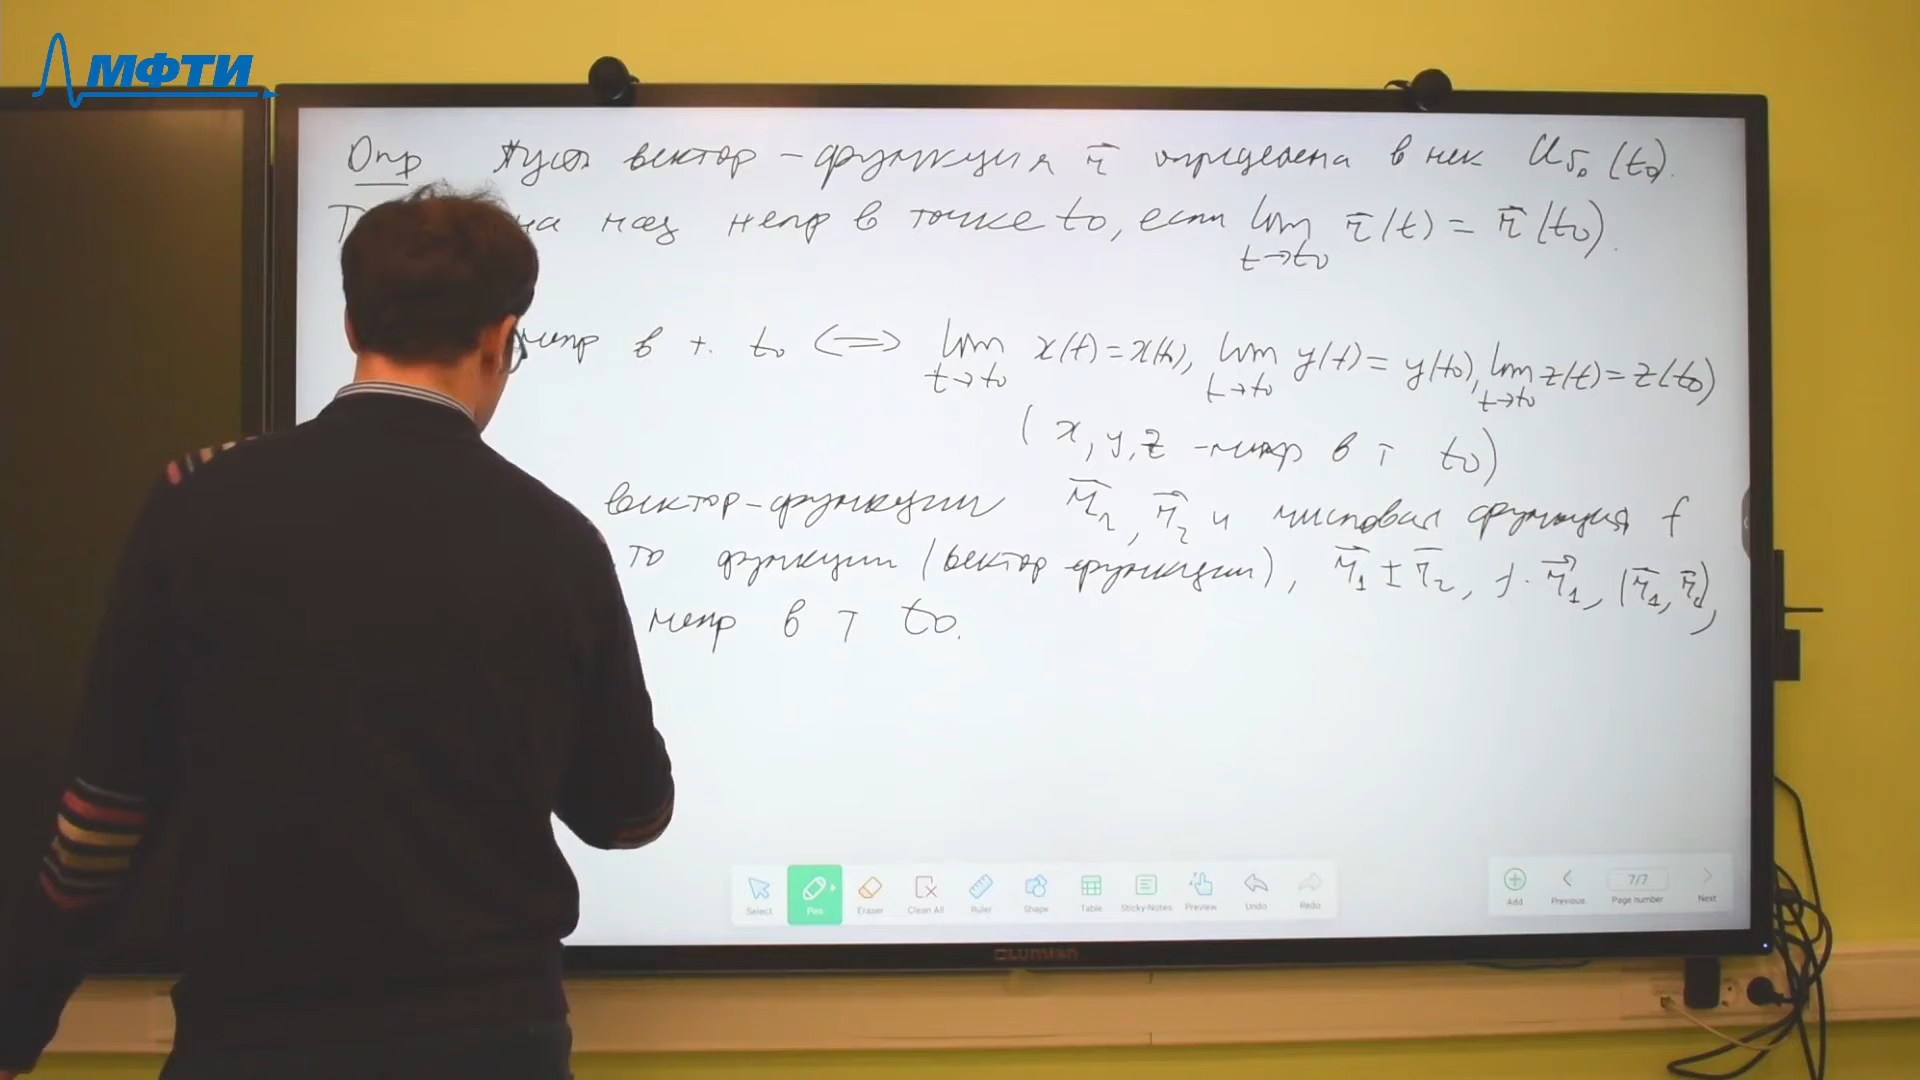 МФТИ
Опр Пусть вектор-функция r⃗ определена в нек U_δ₀(t₀).
на наз непр в точке t₀, если lim_{t→t₀} r⃗(t) = r⃗(t₀).
непр в т. t₀ ⟺ lim_{t→t₀} x(t)=x(t₀), lim_{t→t₀} y(t)=y(t₀), lim_{t→t₀} z(t)=z(t₀)
(x, y, z - непр в т t₀)
вектор-функции r⃗₁, r⃗₂ и числовая функция f
то функции (вектор функции), r⃗₁ ± r⃗₂, f·r⃗₁, (r⃗₁, r⃗₂),
непр в т t₀.
Select Pen Eraser Clean All Ruler Shape Table Sticky Notes Preview Undo Redo
Add Previous 7/7 Page number Next
LUMIEN